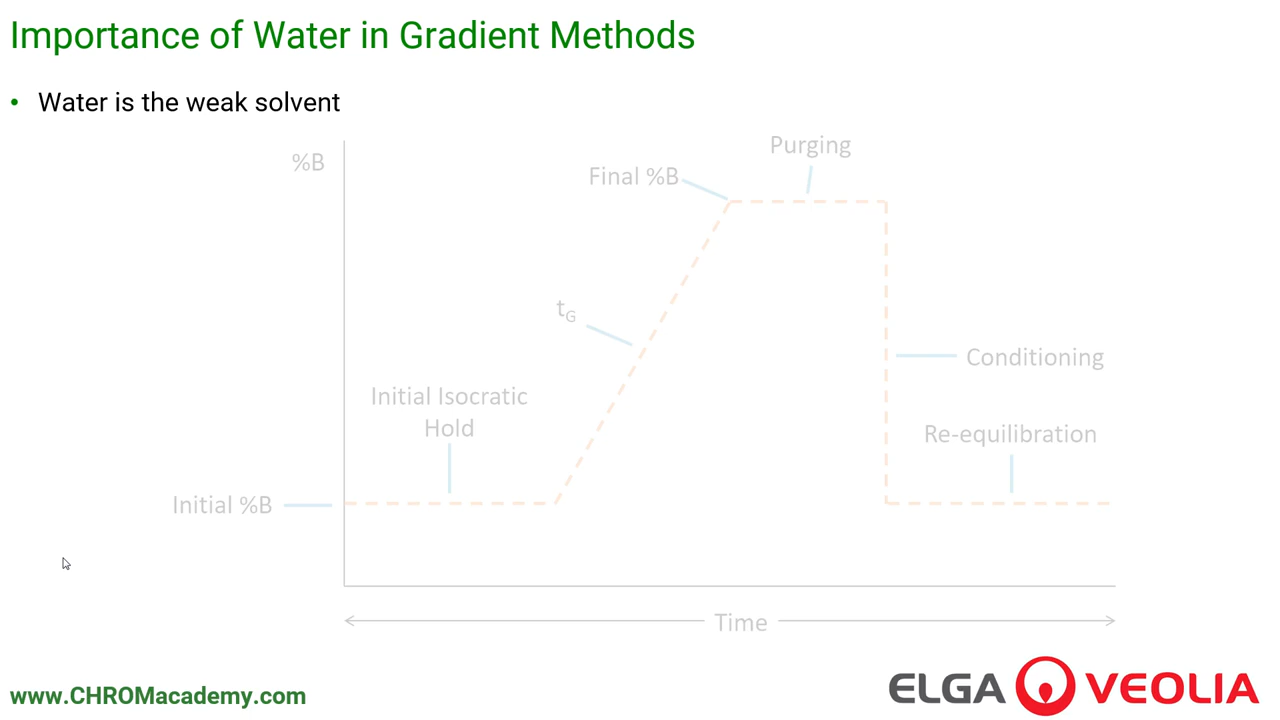 Importance of Water in Gradient Methods
• Water is the weak solvent
%B
Purging
Final %B
tG
Conditioning
Initial Isocratic
Hold
Re-equilibration
Initial %B
Time
www.CHROMacademy.com
ELGA VEOLIA